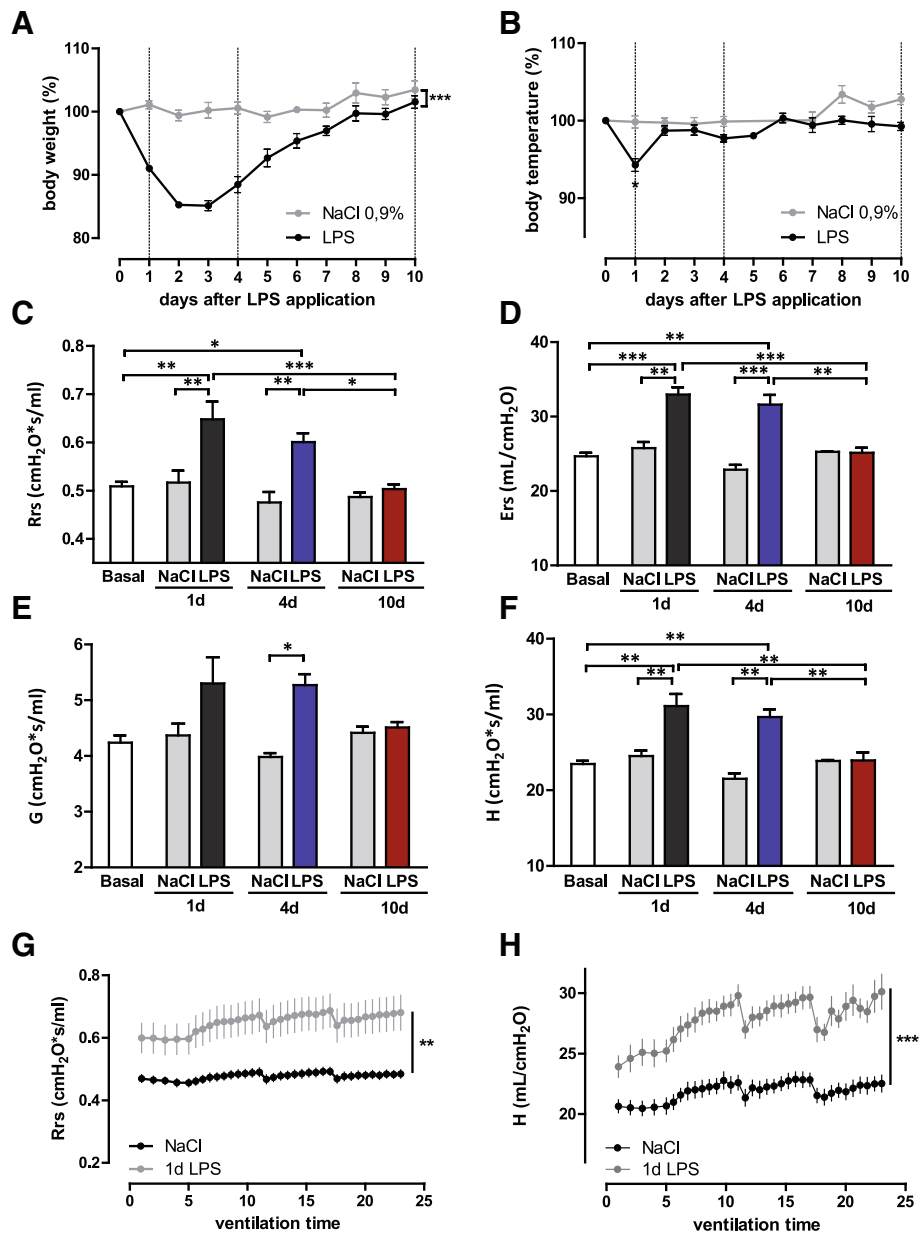 A
body weight (%)
110
100
90
80
***
NaCl 0,9%
LPS
0 1 2 3 4 5 6 7 8 9 10
days after LPS application
B
body temperature (%)
110
100
90
*
NaCl 0,9%
LPS
0 1 2 3 4 5 6 7 8 9 10
days after LPS application
C
Rrs (cmH2O*s/ml)
0.8
0.7
0.6
0.5
0.4
*
** ***
** ** *
Basal NaCl LPS NaCl LPS NaCl LPS
1d 4d 10d
D
Ers (mL/cmH2O)
40
30
20
10
**
*** ***
** *** **
Basal NaCl LPS NaCl LPS NaCl LPS
1d 4d 10d
E
G (cmH2O*s/ml)
6
5
4
3
2
*
Basal NaCl LPS NaCl LPS NaCl LPS
1d 4d 10d
F
H (cmH2O*s/ml)
40
30
20
10
**
** **
** ** **
Basal NaCl LPS NaCl LPS NaCl LPS
1d 4d 10d
G
Rrs (cmH2O*s/ml)
0.8
0.6
0.4
0.2
**
NaCl
1d LPS
0 5 10 15 20 25
ventilation time
H
H (mL/cmH2O)
30
25
20
***
NaCl
1d LPS
0 5 10 15 20 25
ventilation time